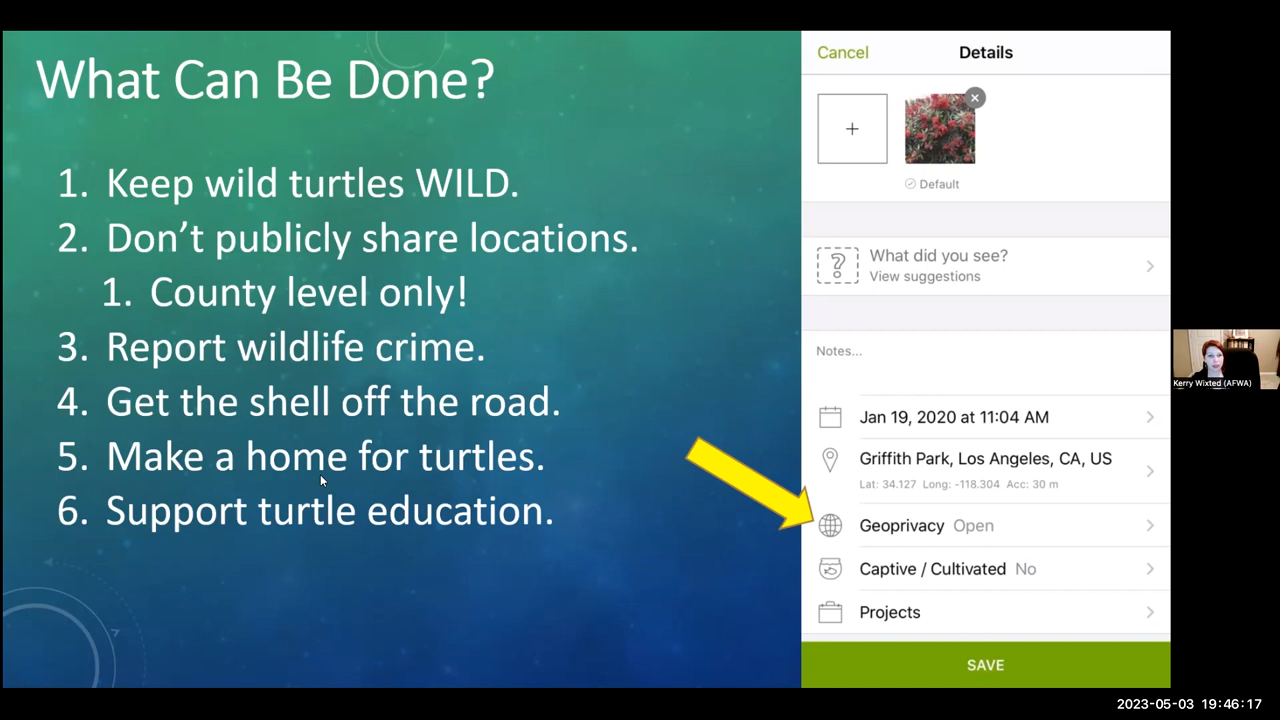 What Can Be Done?
1. Keep wild turtles WILD.
2. Don't publicly share locations.
1. County level only!
3. Report wildlife crime.
4. Get the shell off the road.
5. Make a home for turtles.
6. Support turtle education.
Cancel
Details
Default
What did you see?
View suggestions
Notes...
Jan 19, 2020 at 11:04 AM
Griffith Park, Los Angeles, CA, US
Lat: 34.127 Long: -118.304 Acc: 30 m
Geoprivacy Open
Captive / Cultivated No
Projects
SAVE
Kerry Wixted (AFWA)
2023-05-03 19:46:17